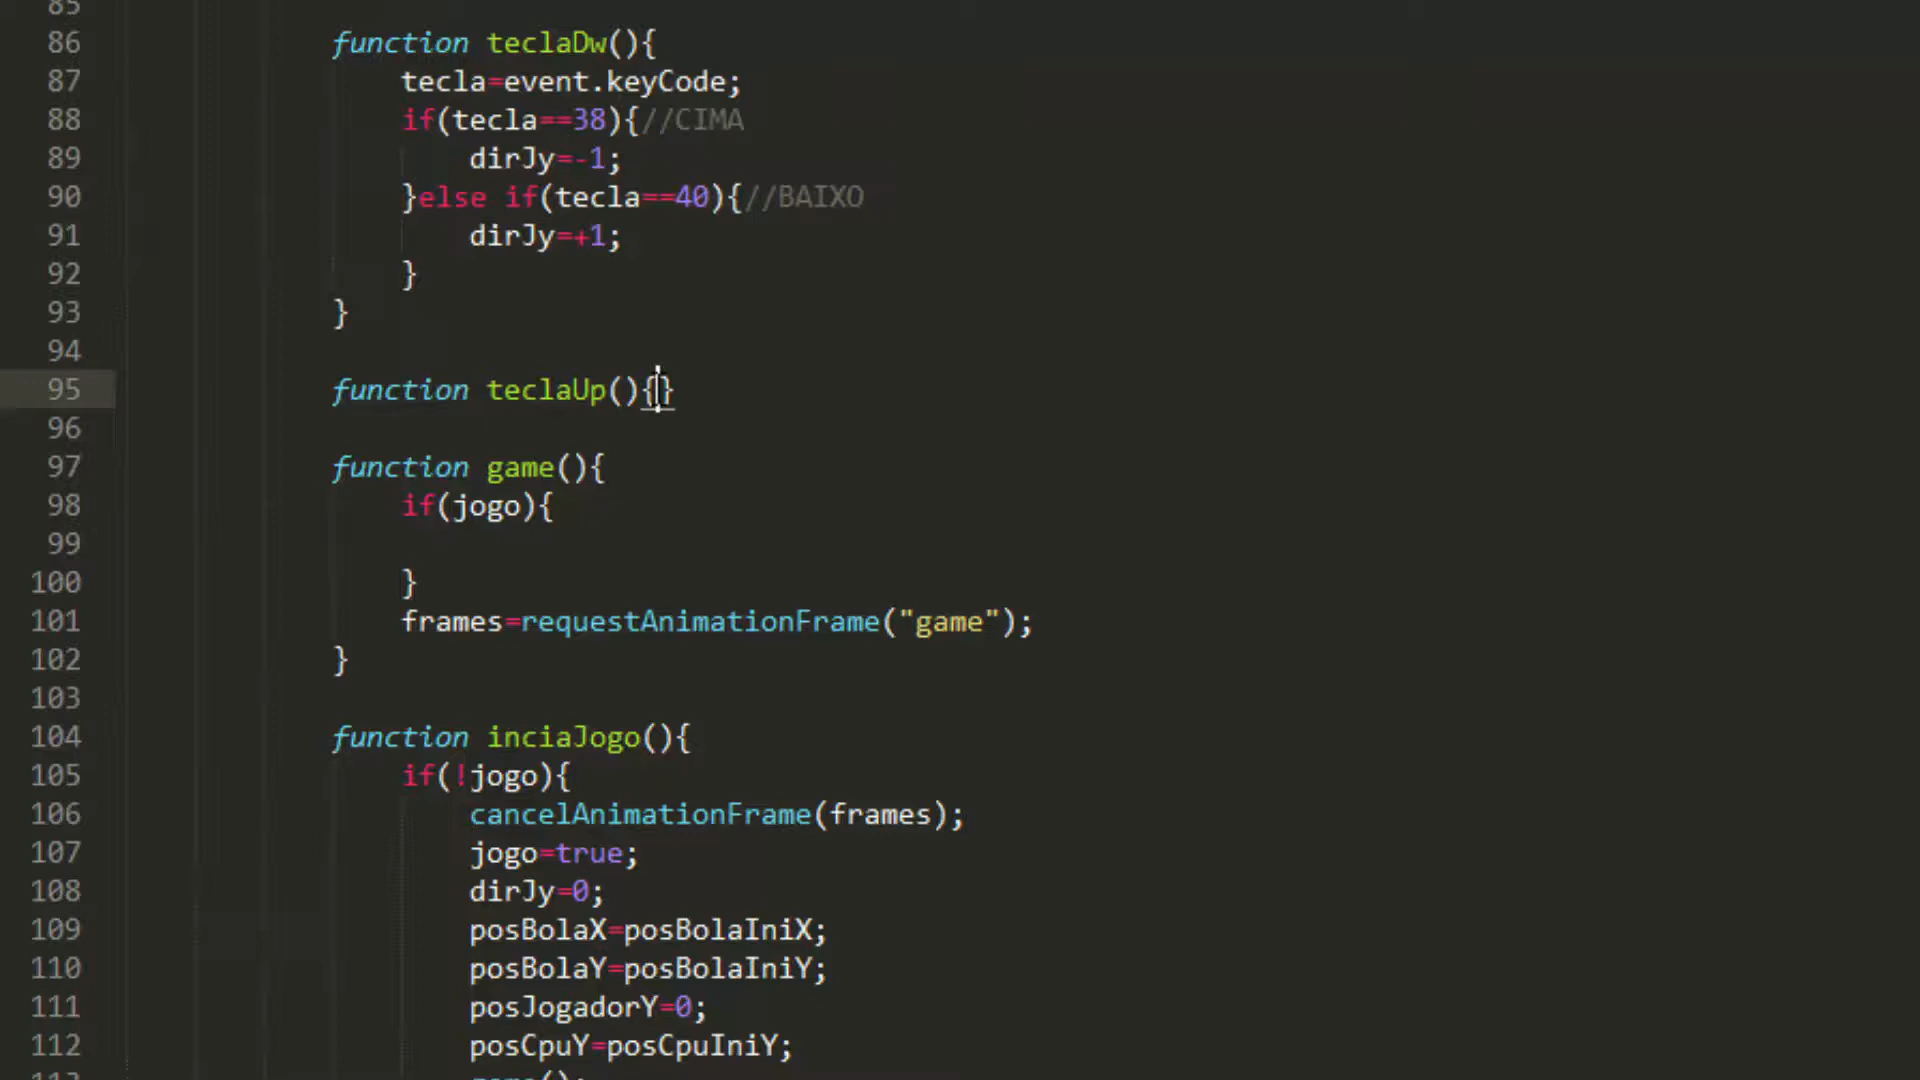 85
86 function teclaDw(){
87 tecla=event.keyCode;
88 if(tecla==38){//CIMA
89 dirJy=-1;
90 }else if(tecla==40){//BAIXO
91 dirJy=+1;
92 }
93 }
94
95 function teclaUp(){}
96
97 function game(){
98 if(jogo){
99
100 }
101 frames=requestAnimationFrame("game");
102 }
103
104 function inciaJogo(){
105 if(!jogo){
106 cancelAnimationFrame(frames);
107 jogo=true;
108 dirJy=0;
109 posBolaX=posBolaIniX;
110 posBolaY=posBolaIniY;
111 posJogadorY=0;
112 posCpuY=posCpuIniY;